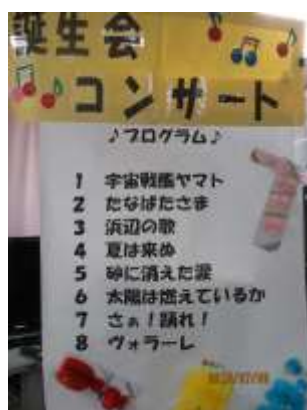 誕生会
コンサート
♪プログラム♪
1 宇宙戦艦ヤマト
2 たなばたさま
3 浜辺の歌
4 夏は来ぬ
5 砂に消えた涙
6 太陽は燃えているか
7 さぁ！踊れ！
8 ヴォラーレ